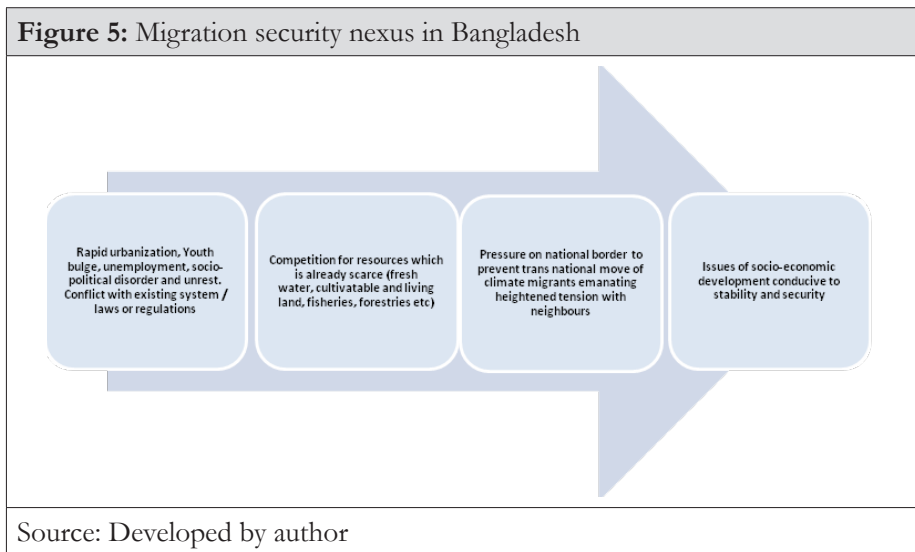 Figure 5: Migration security nexus in Bangladesh
Rapid urbanization, Youth
bulge, unemployment, socio-
political disorder and unrest.
Conflict with existing system /
laws or regulations
Competition for resources which
is already scarce (fresh
water, cultivatable and living
land, fisheries, forestries etc)
Pressure on national border to
prevent trans national move of
climate migrants emanating
heightened tension with
neighbours
Issues of socio-economic
development conducive to
stability and security
Source: Developed by author